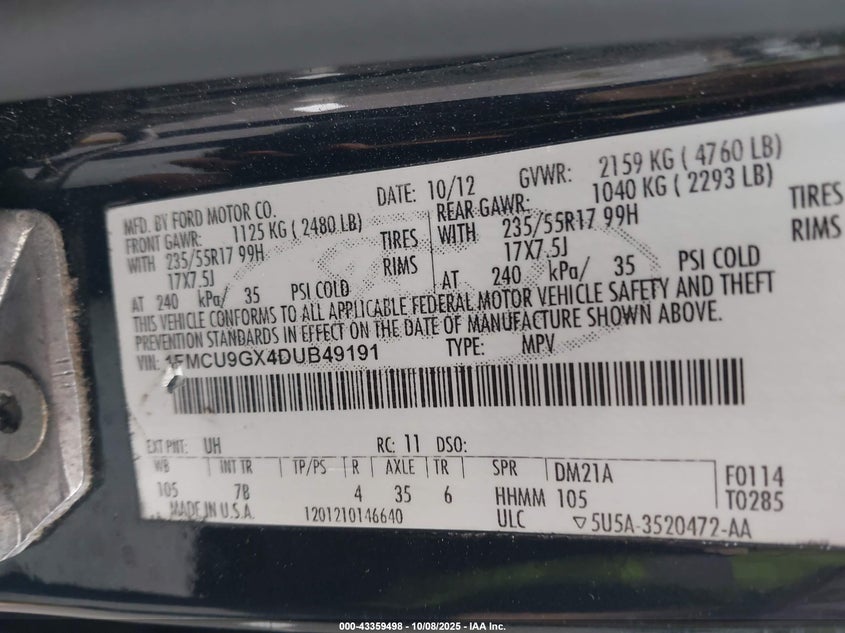 MFD. BY FORD MOTOR CO. DATE: 10/12 GVWR: 2159 KG ( 4760 LB)
FRONT GAWR: 1125 KG ( 2480 LB) REAR GAWR: 1040 KG ( 2293 LB)
WITH 235/55R17 99H TIRES WITH 235/55R17 99H TIRES
17X7.5J RIMS 17X7.5J RIMS
AT 240 kPa/ 35 PSI COLD AT 240 kPa/ 35 PSI COLD
THIS VEHICLE CONFORMS TO ALL APPLICABLE FEDERAL MOTOR VEHICLE SAFETY AND THEFT
PREVENTION STANDARDS IN EFFECT ON THE DATE OF MANUFACTURE SHOWN ABOVE.
VIN: 1FMCU9GX4DUB49191 TYPE: MPV
EXT PNT: UH RC: 11 DSO:
WB INT TR TP/PS R AXLE TR SPR DM21A F0114
105 7B 4 35 6 HHMM 105 T0285
MADE IN U.S.A. 1201210146640 ULC 5U5A-3520472-AA
000-43359498 - 10/08/2025 - IAA Inc.